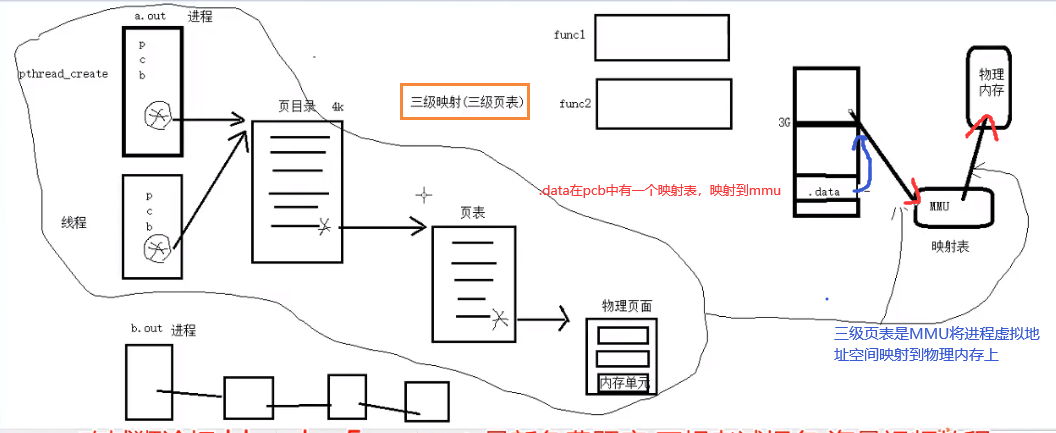 a.out 进程
p
c
b
pthread_create
页目录 4k
三级映射(三级页表)
func1
func2
3G
.data
物理
内存
MMU
映射表
.data在pcb中有一个映射表，映射到mmu
线程
p
c
b
页表
物理页面
内存单元
b.out 进程
三级页表是MMU将进程虚拟地
址空间映射到物理内存上